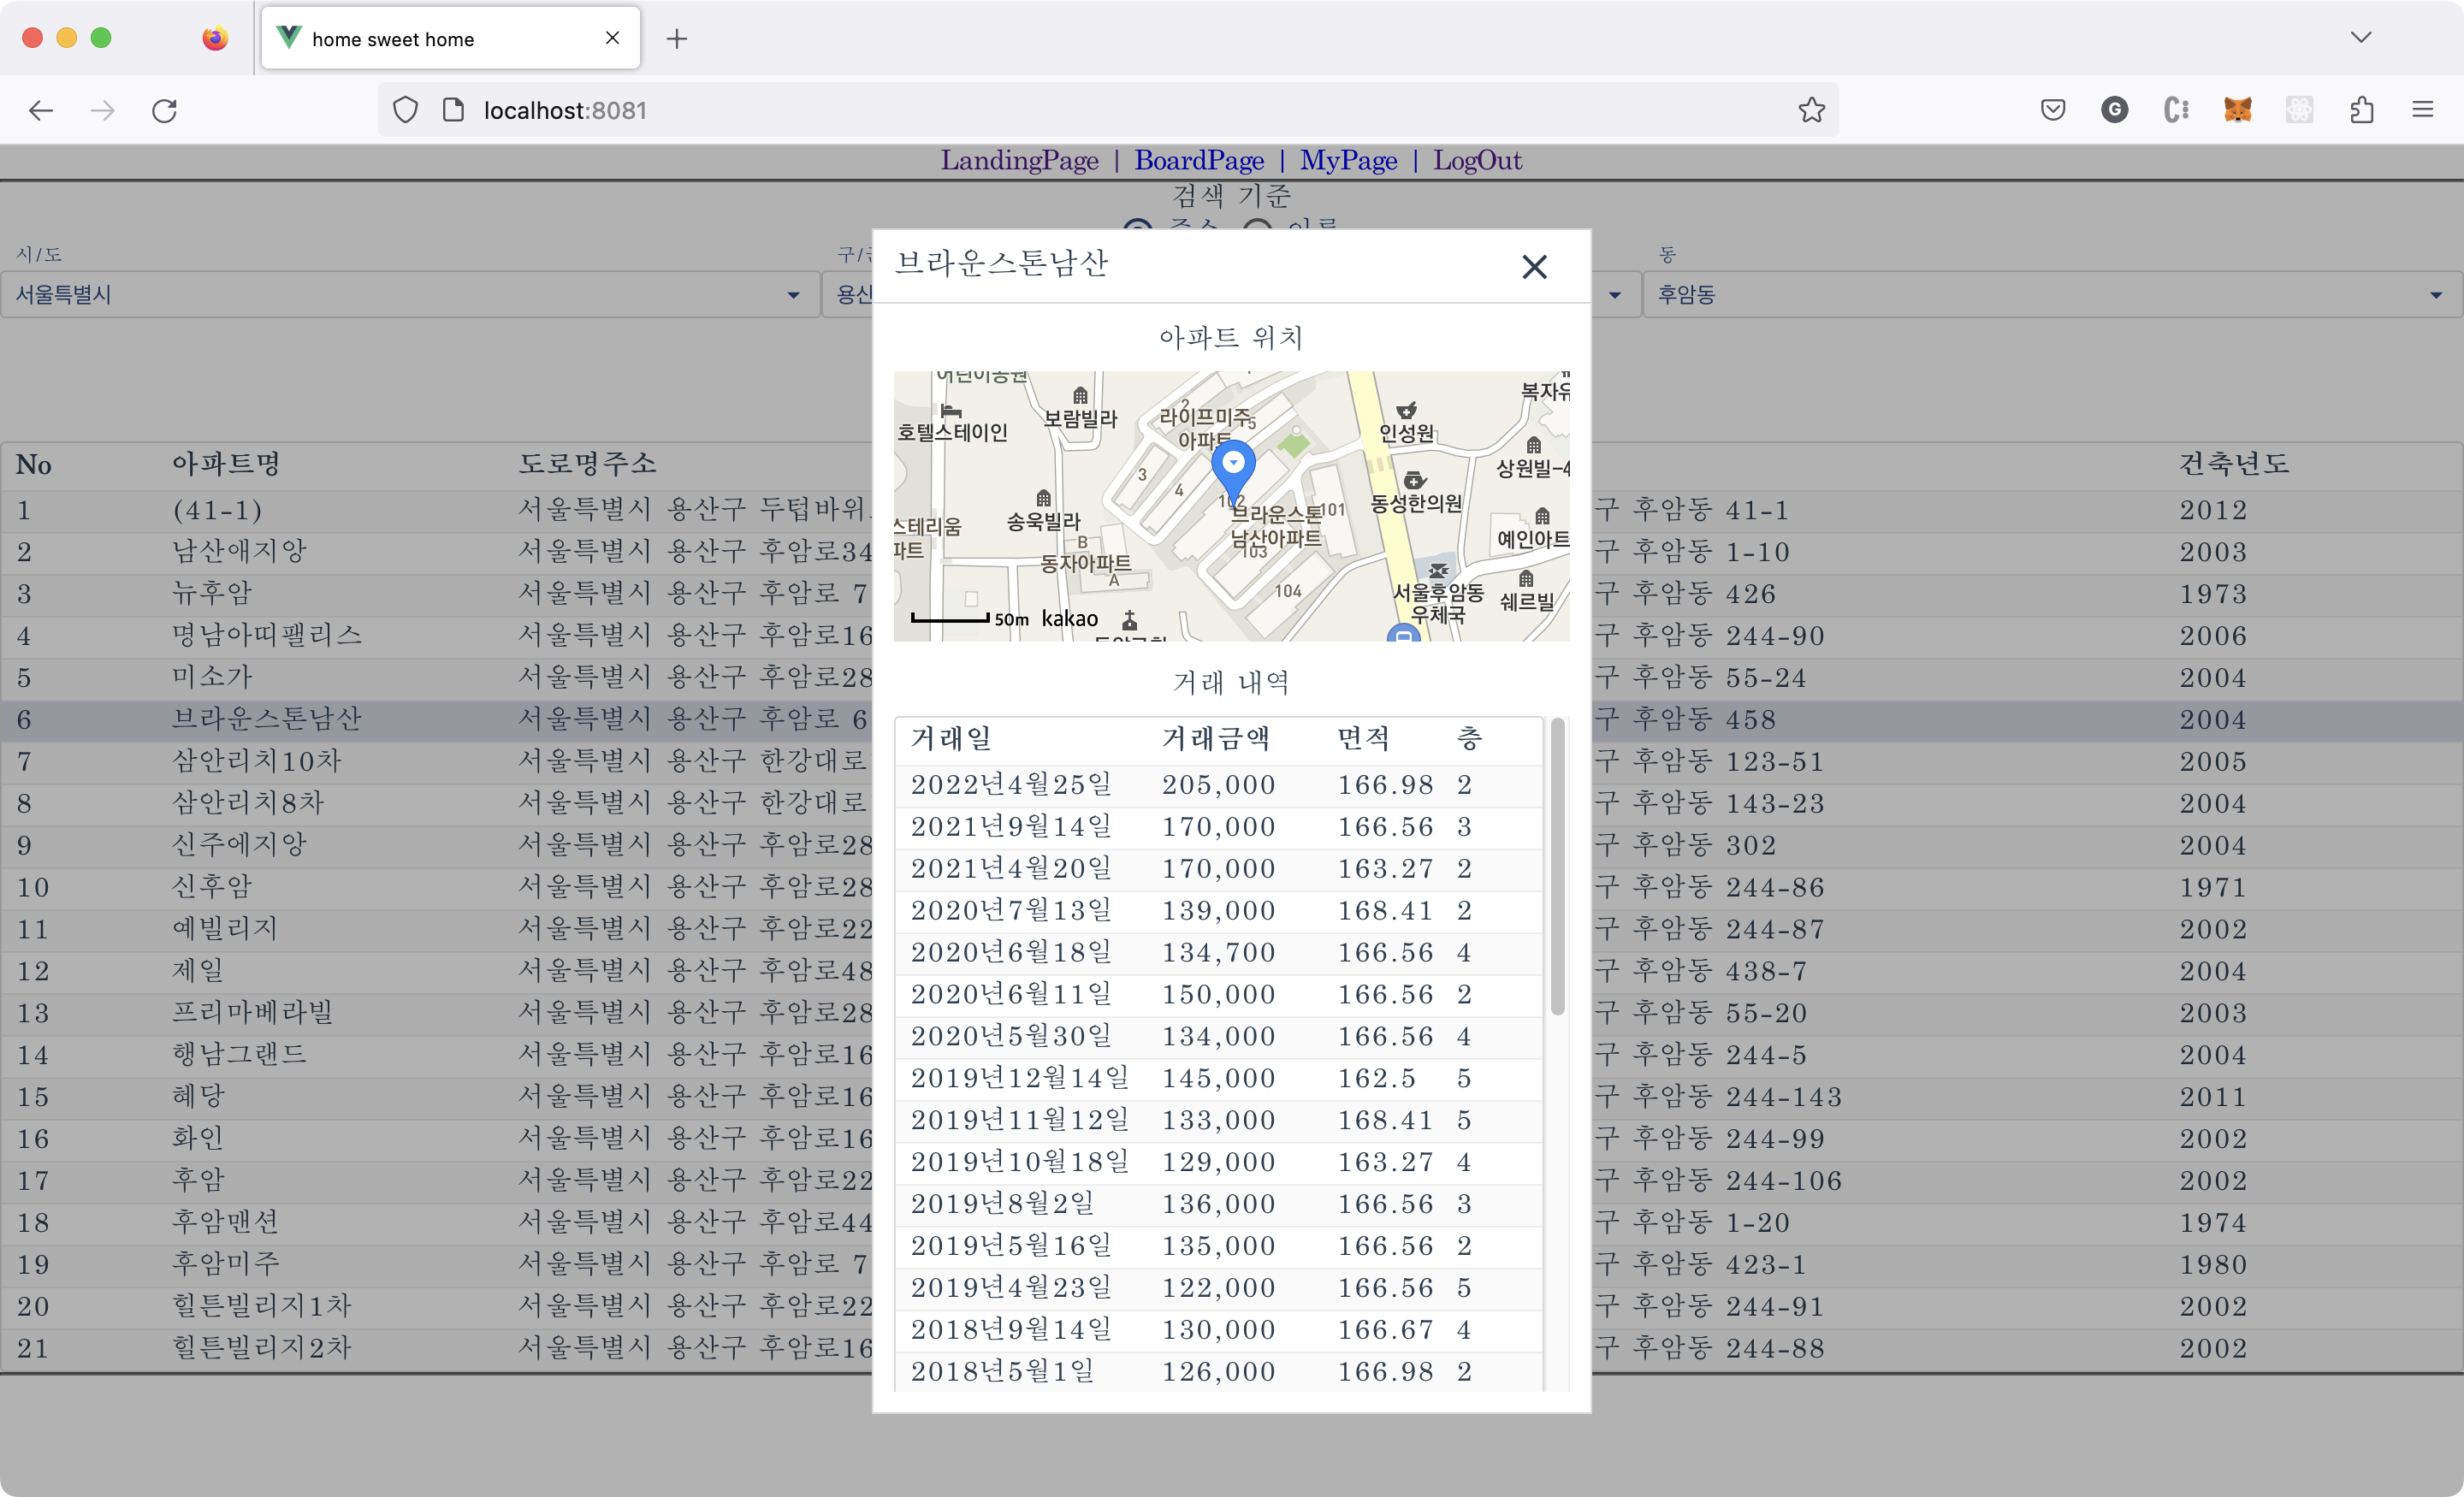 home sweet home
localhost:8081
LandingPage | BoardPage | MyPage | LogOut
검색 기준
시/도
동
서울특별시
후암동
브라운스톤남산
아파트 위치
호텔스테이인
보람빌라
라이프미주
아파트
2
5
3
4
102
101
브라운스톤
남산아파트
103
104
송욱빌라
B
동자아파트
A
인성원
동성한의원
상원빌-4
예인아트
서울후암동
우체국
쉐르빌
50m kakao
거래 내역
거래일 거래금액 면적 층
2022년4월25일 205,000 166.98 2
2021년9월14일 170,000 166.56 3
2021년4월20일 170,000 163.27 2
2020년7월13일 139,000 168.41 2
2020년6월18일 134,700 166.56 4
2020년6월11일 150,000 166.56 2
2020년5월30일 134,000 166.56 4
2019년12월14일 145,000 162.5 5
2019년11월12일 133,000 168.41 5
2019년10월18일 129,000 163.27 4
2019년8월2일 136,000 166.56 3
2019년5월16일 135,000 166.56 2
2019년4월23일 122,000 166.56 5
2018년9월14일 130,000 166.67 4
2018년5월1일 126,000 166.98 2
No 아파트명 도로명주소 건축년도
1 (41-1) 서울특별시 용산구 두텁바위 구 후암동 41-1 2012
2 남산애지앙 서울특별시 용산구 후암로34 구 후암동 1-10 2003
3 뉴후암 서울특별시 용산구 후암로 7 구 후암동 426 1973
4 명남아띠팰리스 서울특별시 용산구 후암로16 구 후암동 244-90 2006
5 미소가 서울특별시 용산구 후암로28 구 후암동 55-24 2004
6 브라운스톤남산 서울특별시 용산구 후암로 6 구 후암동 458 2004
7 삼안리치10차 서울특별시 용산구 한강대로 구 후암동 123-51 2005
8 삼안리치8차 서울특별시 용산구 한강대로 구 후암동 143-23 2004
9 신주에지앙 서울특별시 용산구 후암로28 구 후암동 302 2004
10 신후암 서울특별시 용산구 후암로28 구 후암동 244-86 1971
11 예빌리지 서울특별시 용산구 후암로22 구 후암동 244-87 2002
12 제일 서울특별시 용산구 후암로48 구 후암동 438-7 2004
13 프리마베라빌 서울특별시 용산구 후암로28 구 후암동 55-20 2003
14 행남그랜드 서울특별시 용산구 후암로16 구 후암동 244-5 2004
15 혜당 서울특별시 용산구 후암로16 구 후암동 244-143 2011
16 화인 서울특별시 용산구 후암로16 구 후암동 244-99 2002
17 후암 서울특별시 용산구 후암로22 구 후암동 244-106 2002
18 후암맨션 서울특별시 용산구 후암로44 구 후암동 1-20 1974
19 후암미주 서울특별시 용산구 후암로 7 구 후암동 423-1 1980
20 힐튼빌리지1차 서울특별시 용산구 후암로22 구 후암동 244-91 2002
21 힐튼빌리지2차 서울특별시 용산구 후암로16 구 후암동 244-88 2002